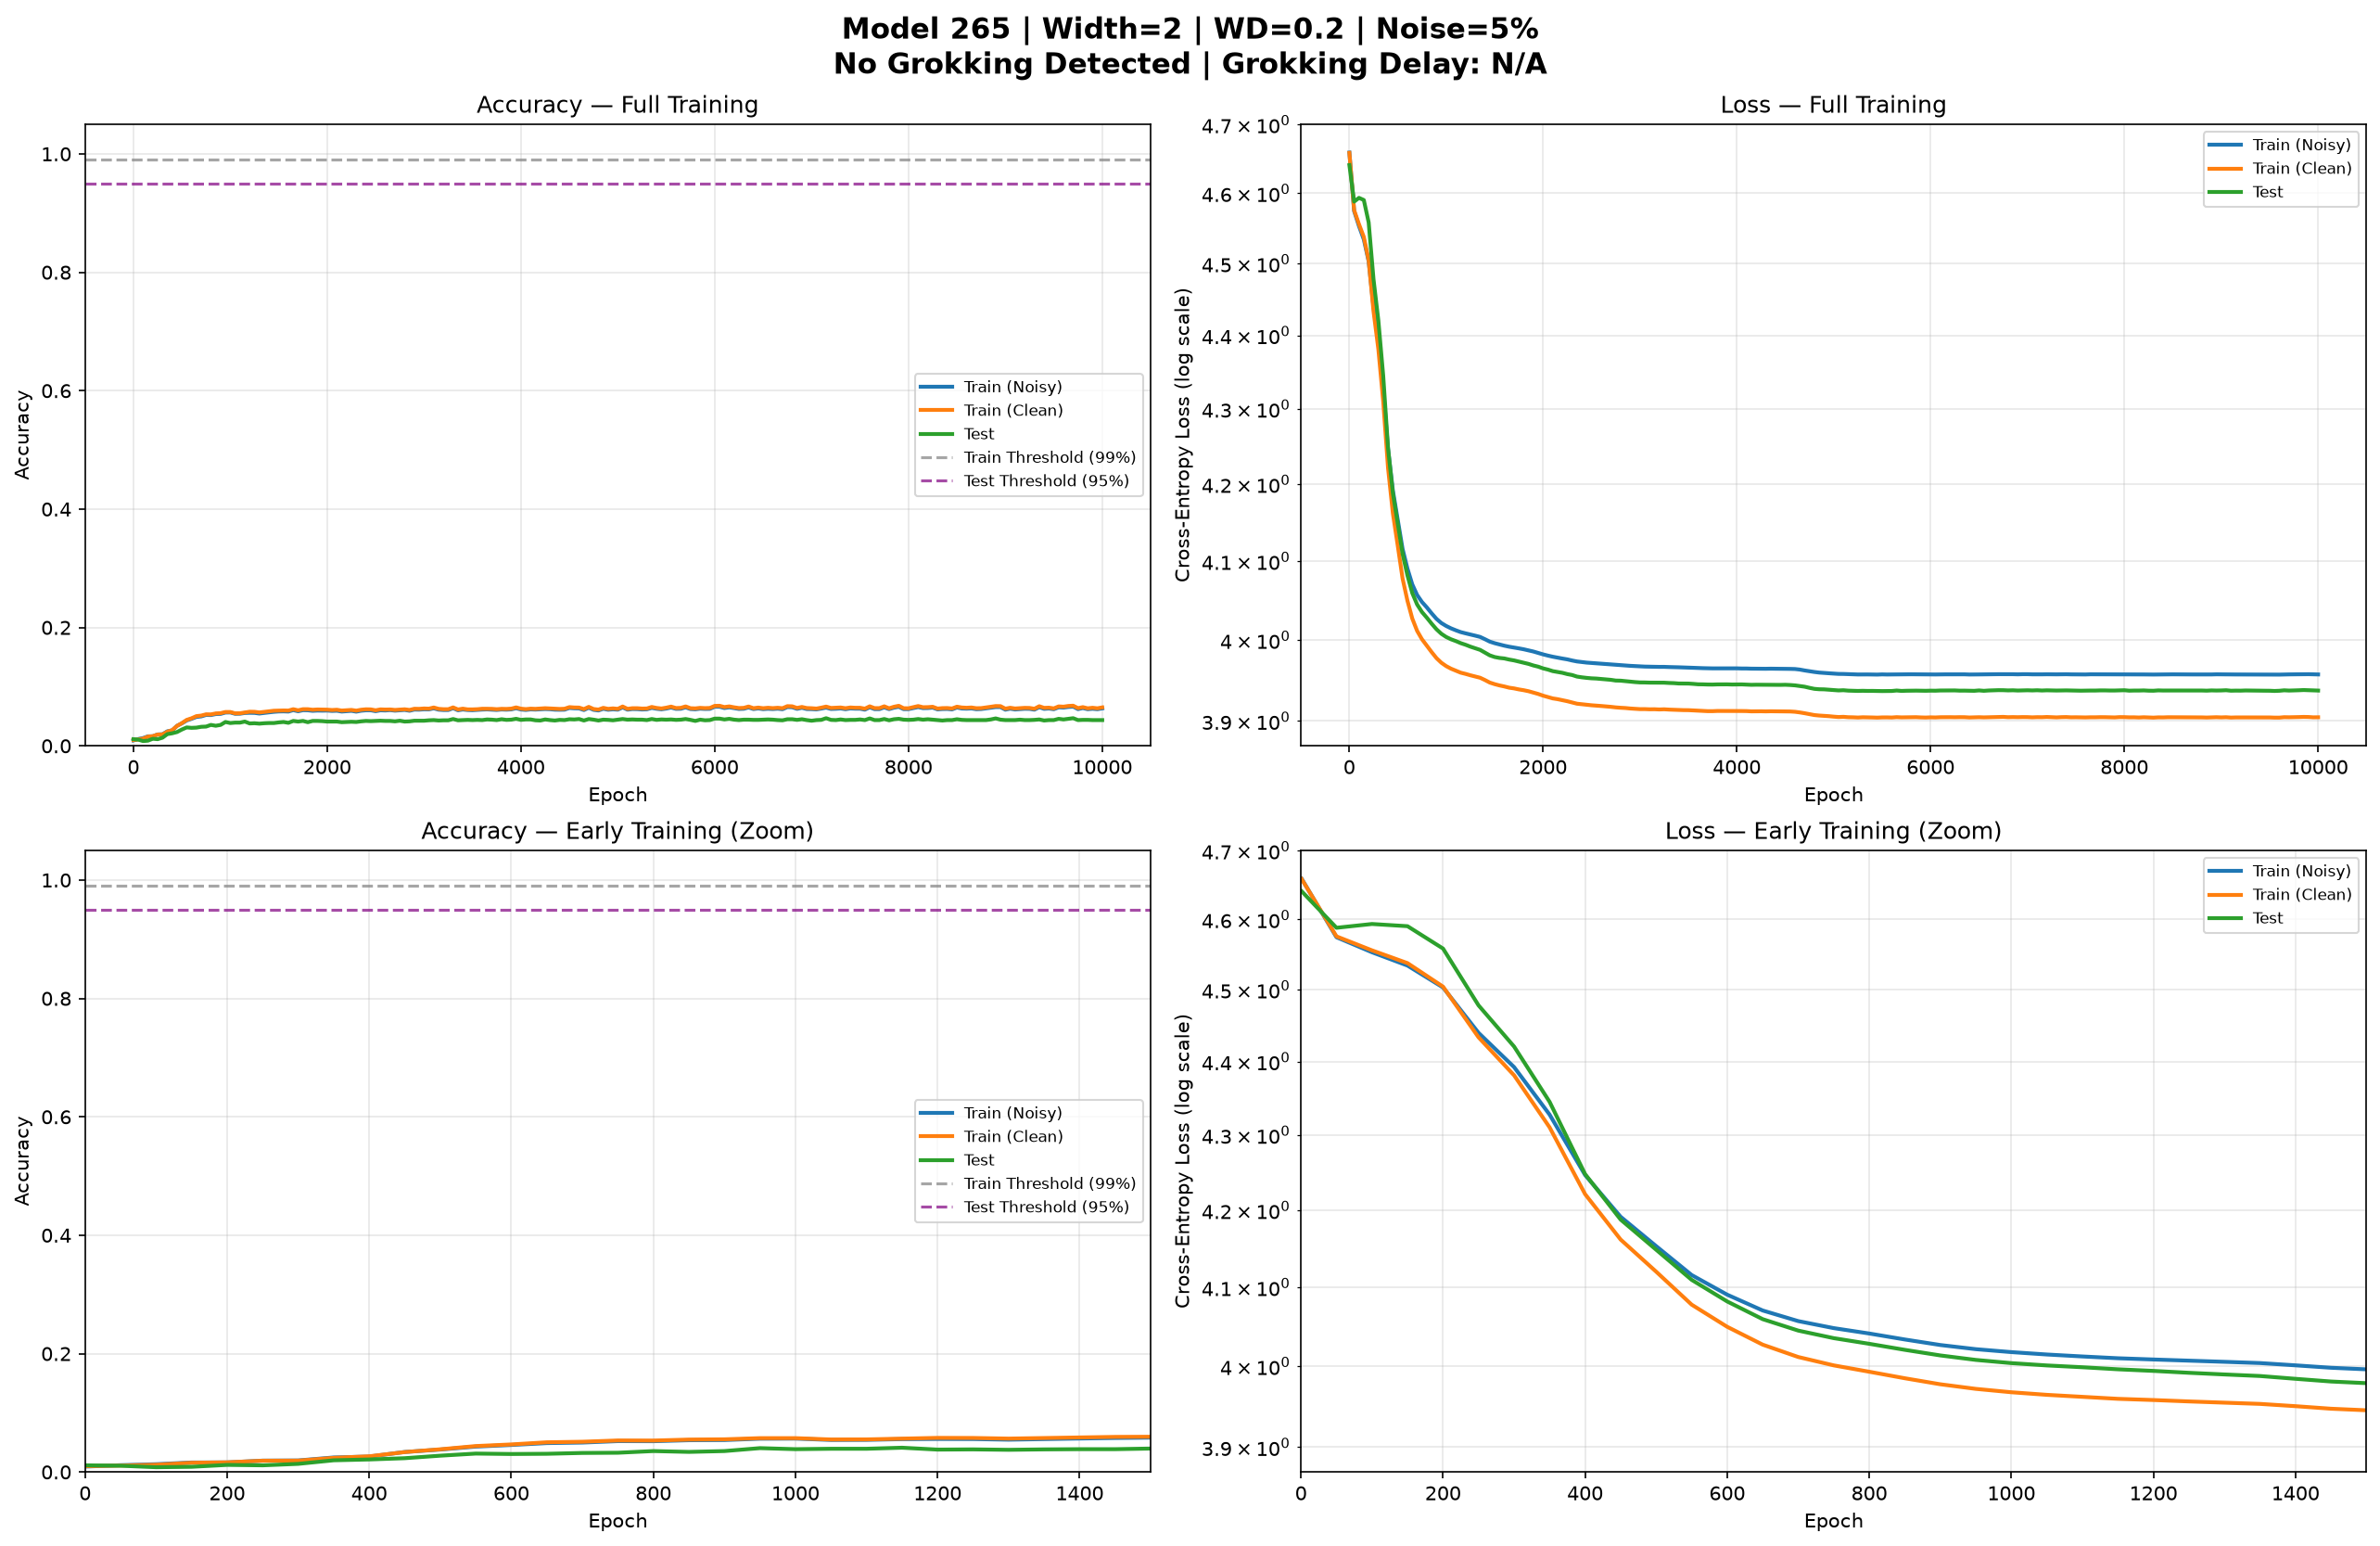 Model 265 | Width=2 | WD=0.2 | Noise=5%
No Grokking Detected | Grokking Delay: N/A
Accuracy — Full Training
Accuracy
1.0
0.8
0.6
0.4
0.2
0.0
0 2000 4000 6000 8000 10000
Epoch
Train (Noisy)
Train (Clean)
Test
Train Threshold (99%)
Test Threshold (95%)
Loss — Full Training
Cross-Entropy Loss (log scale)
4.7 × 10⁰
4.6 × 10⁰
4.5 × 10⁰
4.4 × 10⁰
4.3 × 10⁰
4.2 × 10⁰
4.1 × 10⁰
4 × 10⁰
3.9 × 10⁰
0 2000 4000 6000 8000 10000
Epoch
Train (Noisy)
Train (Clean)
Test
Accuracy — Early Training (Zoom)
Accuracy
1.0
0.8
0.6
0.4
0.2
0.0
0 200 400 600 800 1000 1200 1400
Epoch
Train (Noisy)
Train (Clean)
Test
Train Threshold (99%)
Test Threshold (95%)
Loss — Early Training (Zoom)
Cross-Entropy Loss (log scale)
4.7 × 10⁰
4.6 × 10⁰
4.5 × 10⁰
4.4 × 10⁰
4.3 × 10⁰
4.2 × 10⁰
4.1 × 10⁰
4 × 10⁰
3.9 × 10⁰
0 200 400 600 800 1000 1200 1400
Epoch
Train (Noisy)
Train (Clean)
Test